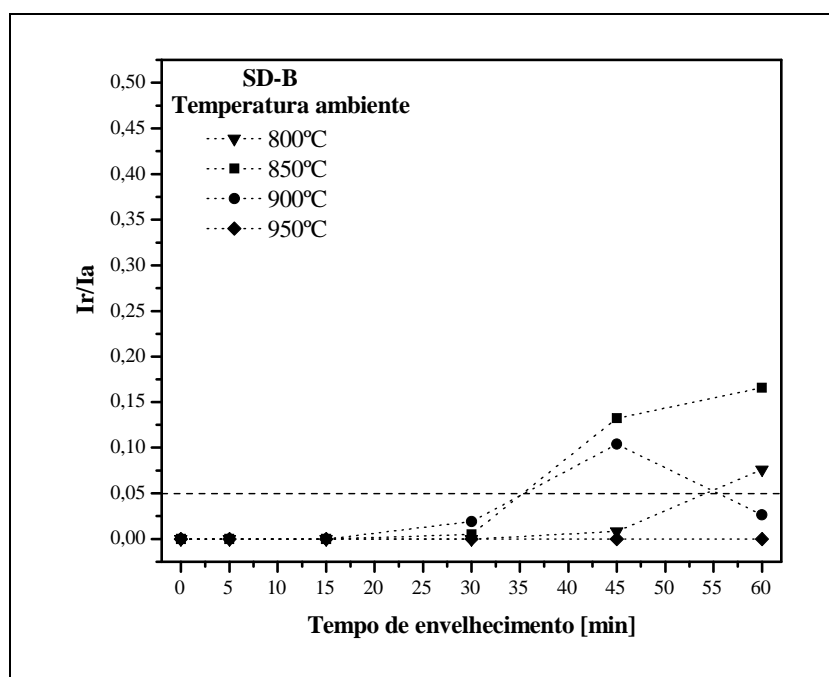 SD-B
Temperatura ambiente
800ºC
850ºC
900ºC
950ºC
0,50
0,45
0,40
0,35
0,30
0,25
0,20
0,15
0,10
0,05
0,00
Ir/Ia
0 5 10 15 20 25 30 35 40 45 50 55 60
Tempo de envelhecimento [min]